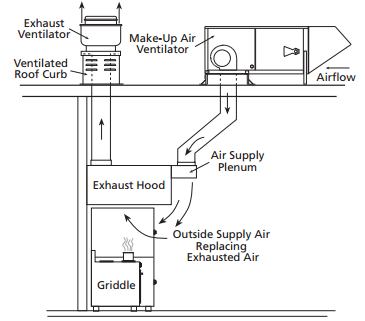 Exhaust
Ventilator
Make-Up Air
Ventilator
Ventilated
Roof Curb
Airflow
Air Supply
Plenum
Exhaust Hood
Outside Supply Air
Replacing
Exhausted Air
Griddle